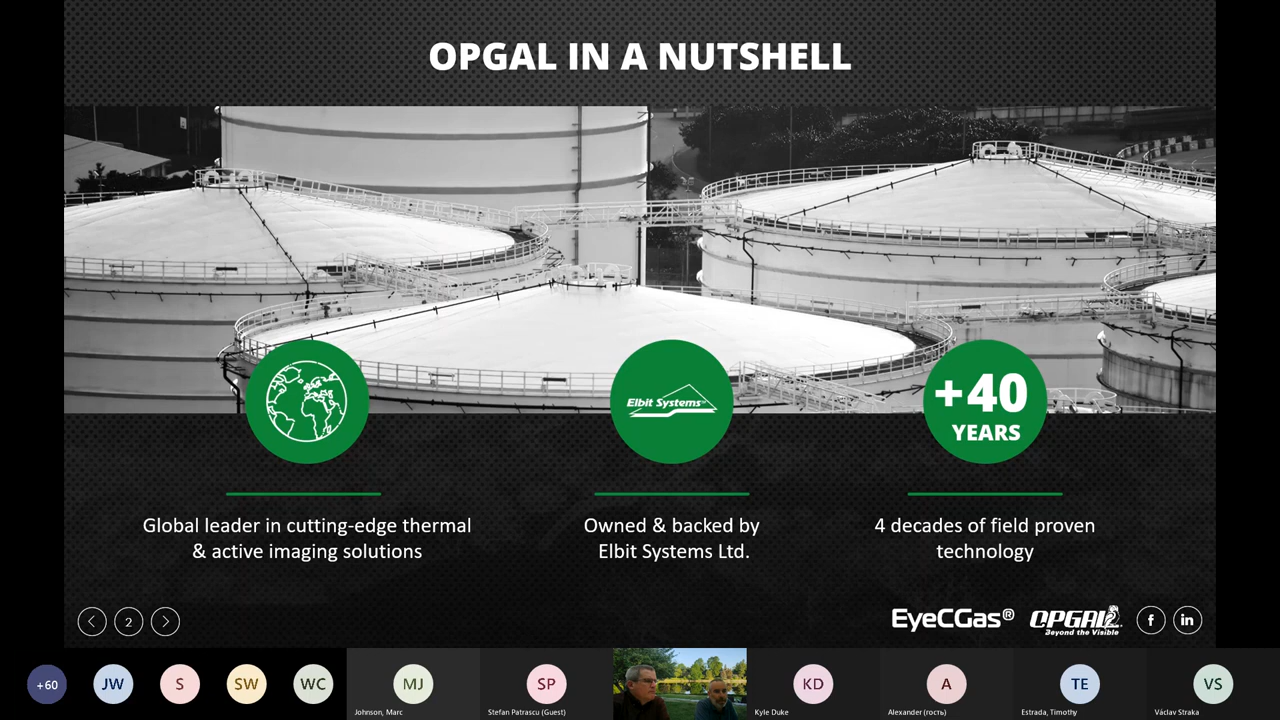 OPGAL IN A NUTSHELL
Elbit Systems™
+40
YEARS
Global leader in cutting-edge thermal
& active imaging solutions
Owned & backed by
Elbit Systems Ltd.
4 decades of field proven
technology
2
EyeCGas®
OPGAL
Beyond the Visible
f
in
+60
JW
S
SW
WC
MJ
Johnson, Marc
SP
Stefan Patrascu (Guest)
KD
Kyle Duke
A
Alexander (гость)
TE
Estrada, Timothy
VS
Václav Straka